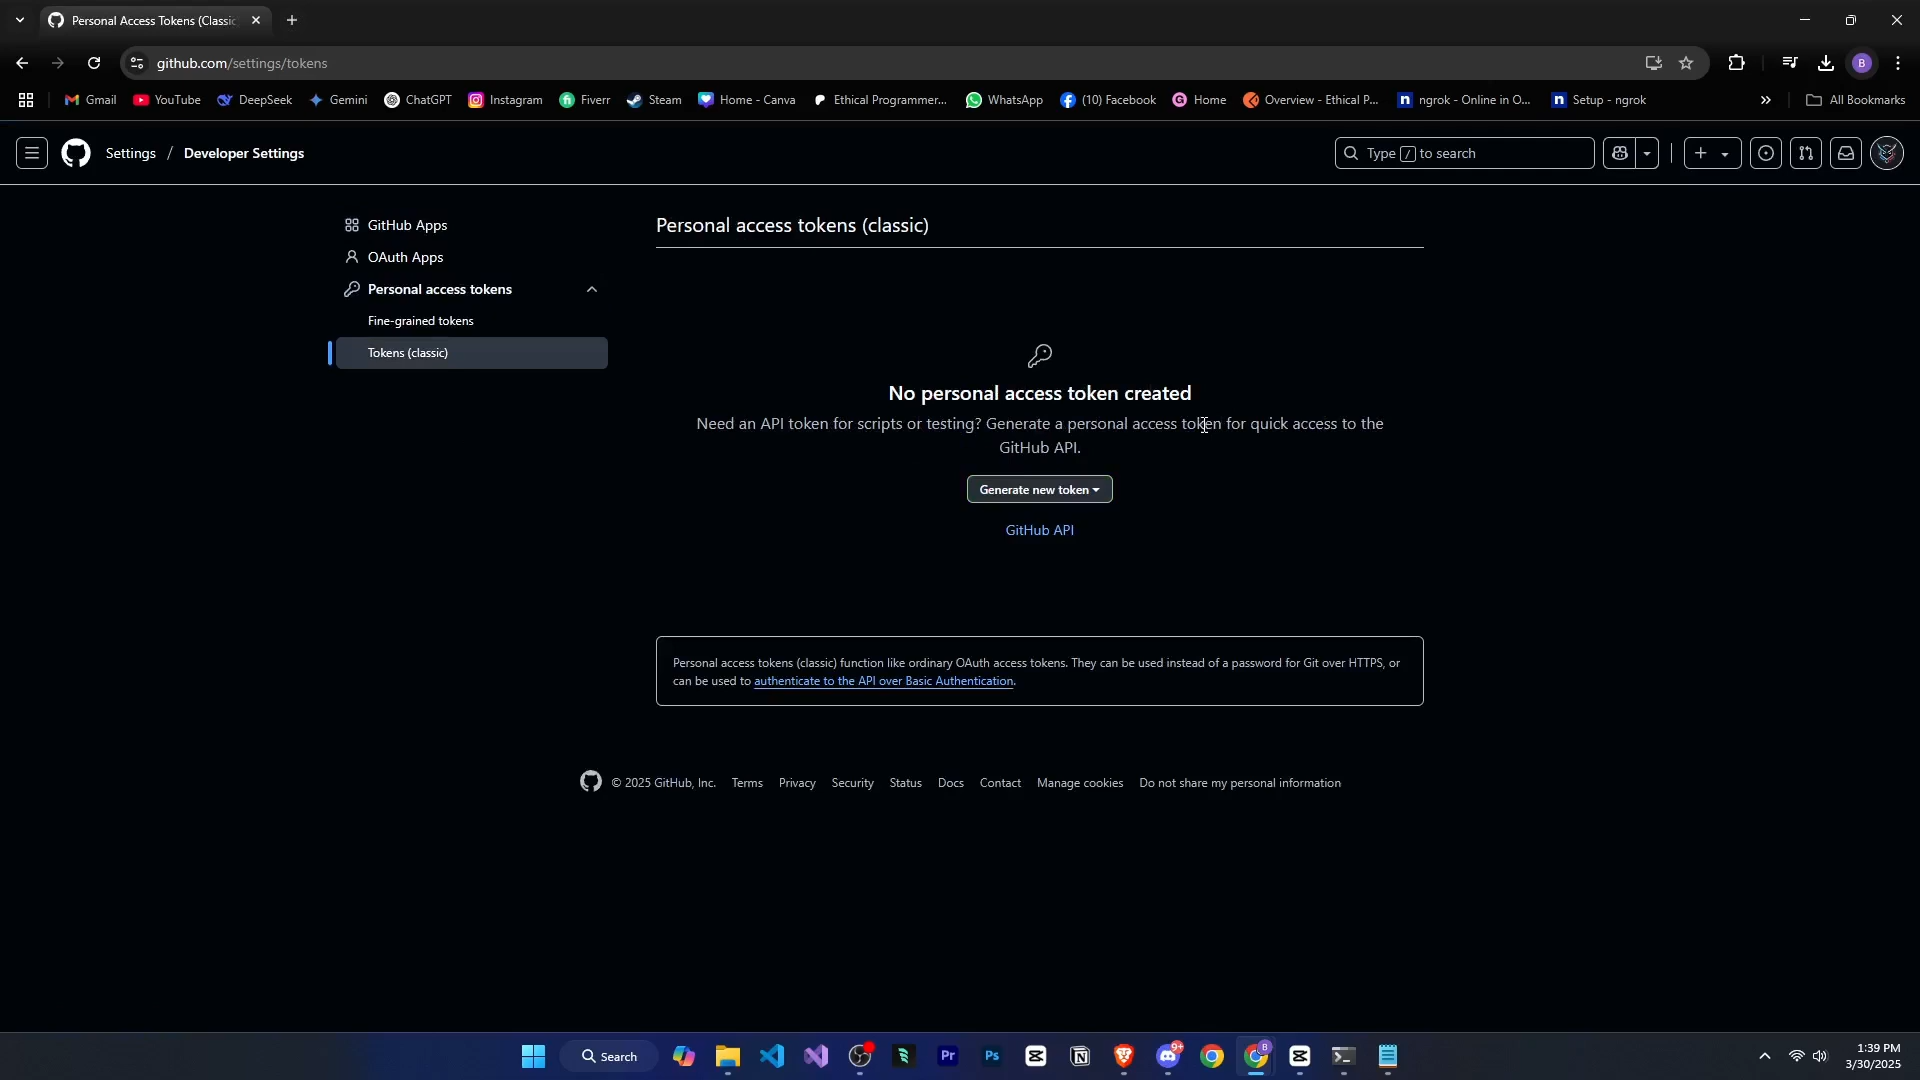 Personal Access Tokens (Classic
github.com/settings/tokens
Gmail
YouTube
DeepSeek
Gemini
ChatGPT
Instagram
Fiverr
Steam
Home - Canva
Ethical Programmer...
WhatsApp
(10) Facebook
Home
Overview - Ethical P...
ngrok - Online in O...
Setup - ngrok
All Bookmarks
Settings / Developer Settings
Type / to search
GitHub Apps
OAuth Apps
Personal access tokens
Fine-grained tokens
Tokens (classic)
Personal access tokens (classic)
No personal access token created
Need an API token for scripts or testing? Generate a personal access token for quick access to the
GitHub API.
Generate new token
GitHub API
Personal access tokens (classic) function like ordinary OAuth access tokens. They can be used instead of a password for Git over HTTPS, or
can be used to authenticate to the API over Basic Authentication.
© 2025 GitHub, Inc. Terms Privacy Security Status Docs Contact Manage cookies Do not share my personal information
Search
Pr
Ps
9+
B
1:39 PM
3/30/2025